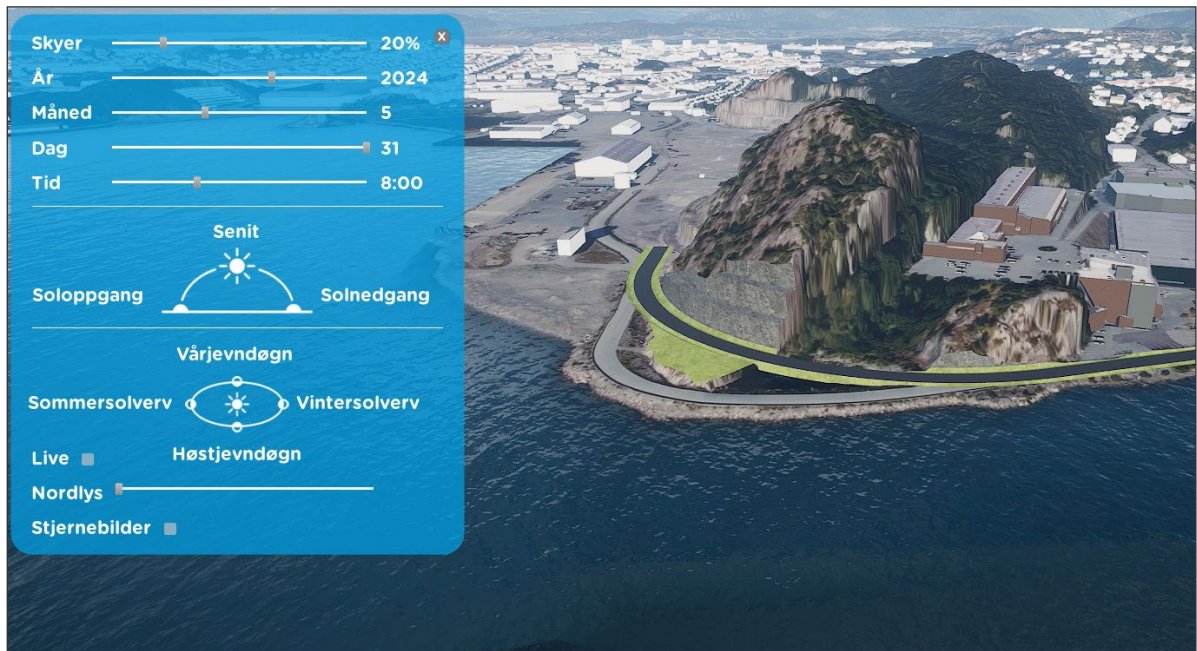 Skyer 20% X
År 2024
Måned 5
Dag 31
Tid 8:00
Senit
Soloppgang Solnedgang
Vårjevndøgn
Sommersolverv Vintersolverv
Høstjevndøgn
Live
Nordlys
Stjernebilder